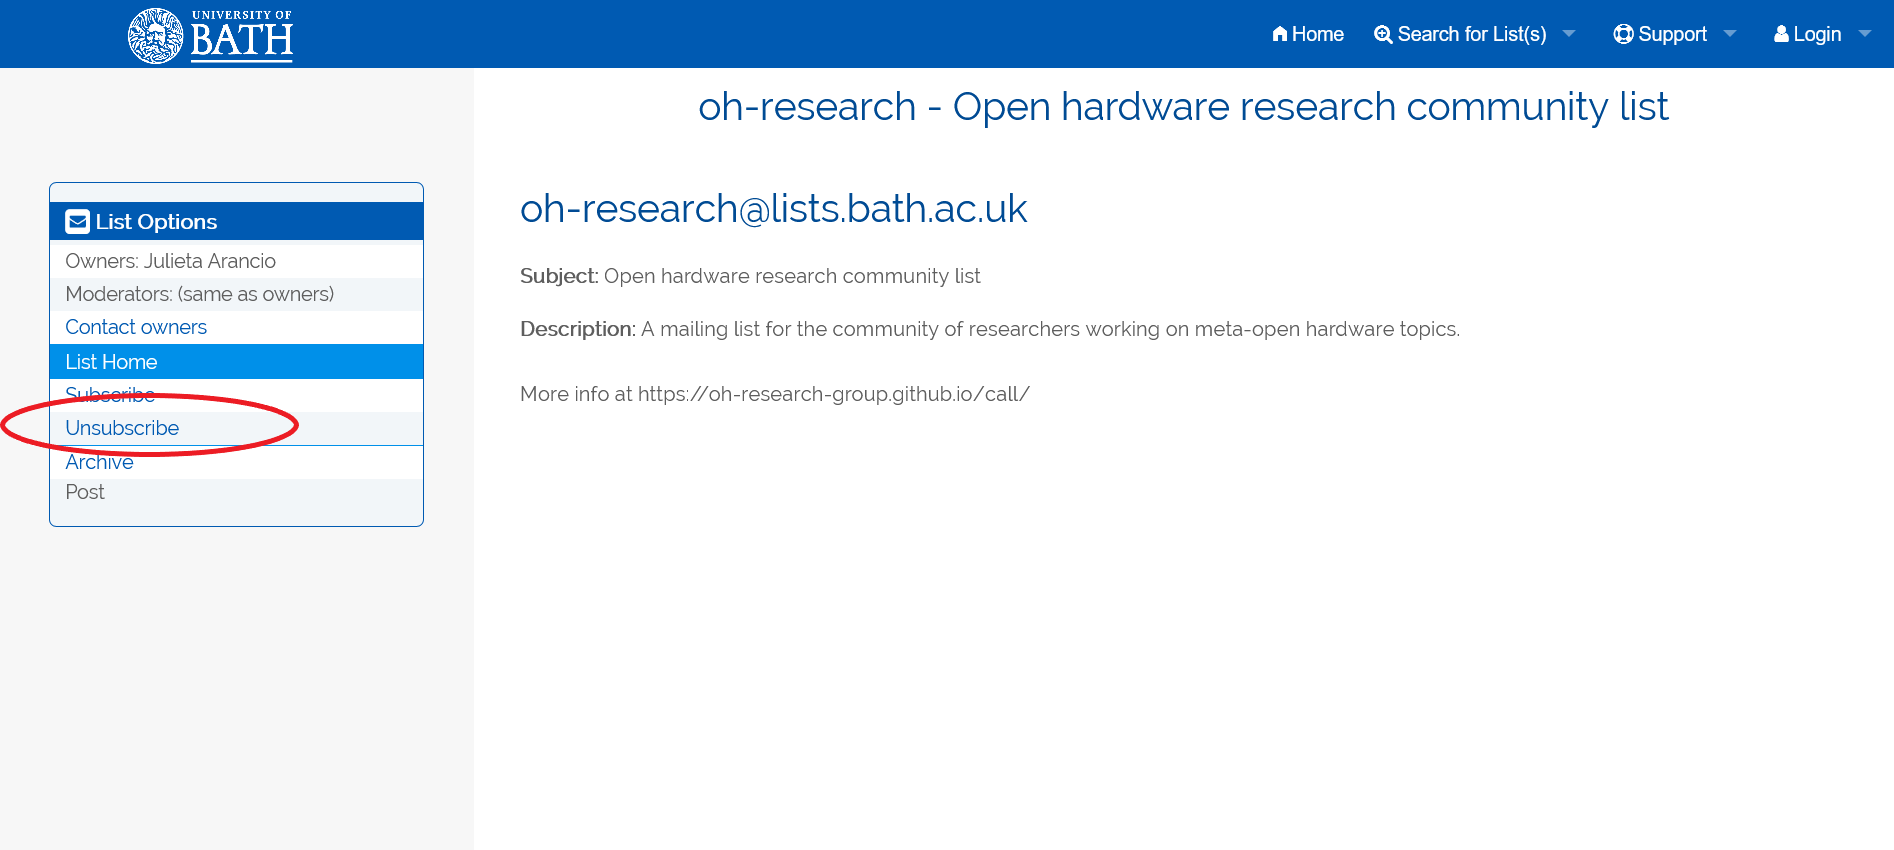 UNIVERSITY OF
BATH
Home Search for List(s) Support Login
oh-research - Open hardware research community list
List Options
Owners: Julieta Arancio
Moderators: (same as owners)
Contact owners
List Home
Subscribe
Unsubscribe
Archive
Post
oh-research@lists.bath.ac.uk
Subject: Open hardware research community list
Description: A mailing list for the community of researchers working on meta-open hardware topics.
More info at https://oh-research-group.github.io/call/